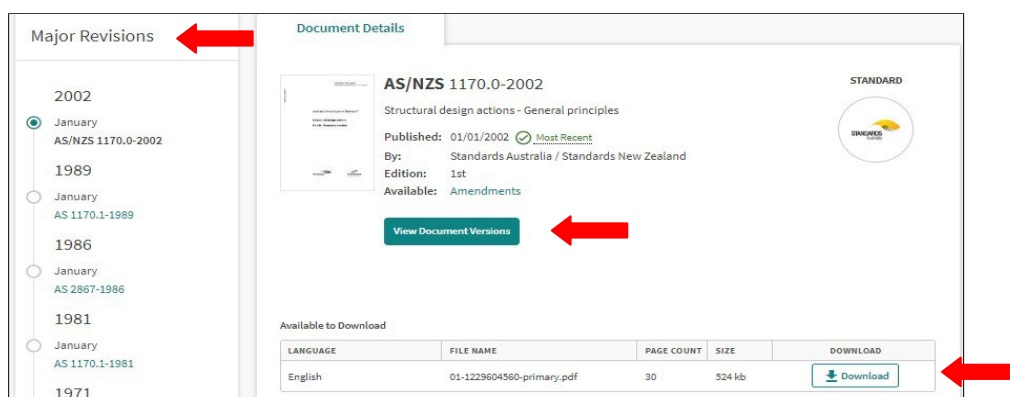 Major Revisions
2002
January
AS/NZS 1170.0-2002
1989
January
AS 1170.1-1989
1986
January
AS 2867-1986
1981
January
AS 1170.1-1981
1971
Document Details
AS/NZS 1170.0-2002
Structural design actions - General principles
Published: 01/01/2002 Most Recent
By: Standards Australia / Standards New Zealand
Edition: 1st
Available: Amendments
View Document Versions
STANDARD
STANDARDS
Australia
Available to Download
LANGUAGE FILE NAME PAGE COUNT SIZE DOWNLOAD
English 01-1229604560-primary.pdf 30 524 kb Download